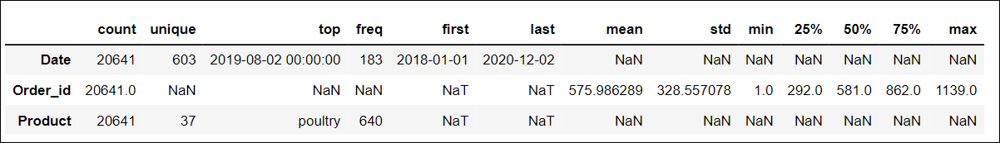 count unique top freq first last mean std min 25% 50% 75% max
Date 20641 603 2019-08-02 00:00:00 183 2018-01-01 2020-12-02 NaN NaN NaN NaN NaN NaN NaN
Order_id 20641.0 NaN NaN NaN NaT NaT 575.986289 328.557078 1.0 292.0 581.0 862.0 1139.0
Product 20641 37 poultry 640 NaT NaT NaN NaN NaN NaN NaN NaN NaN